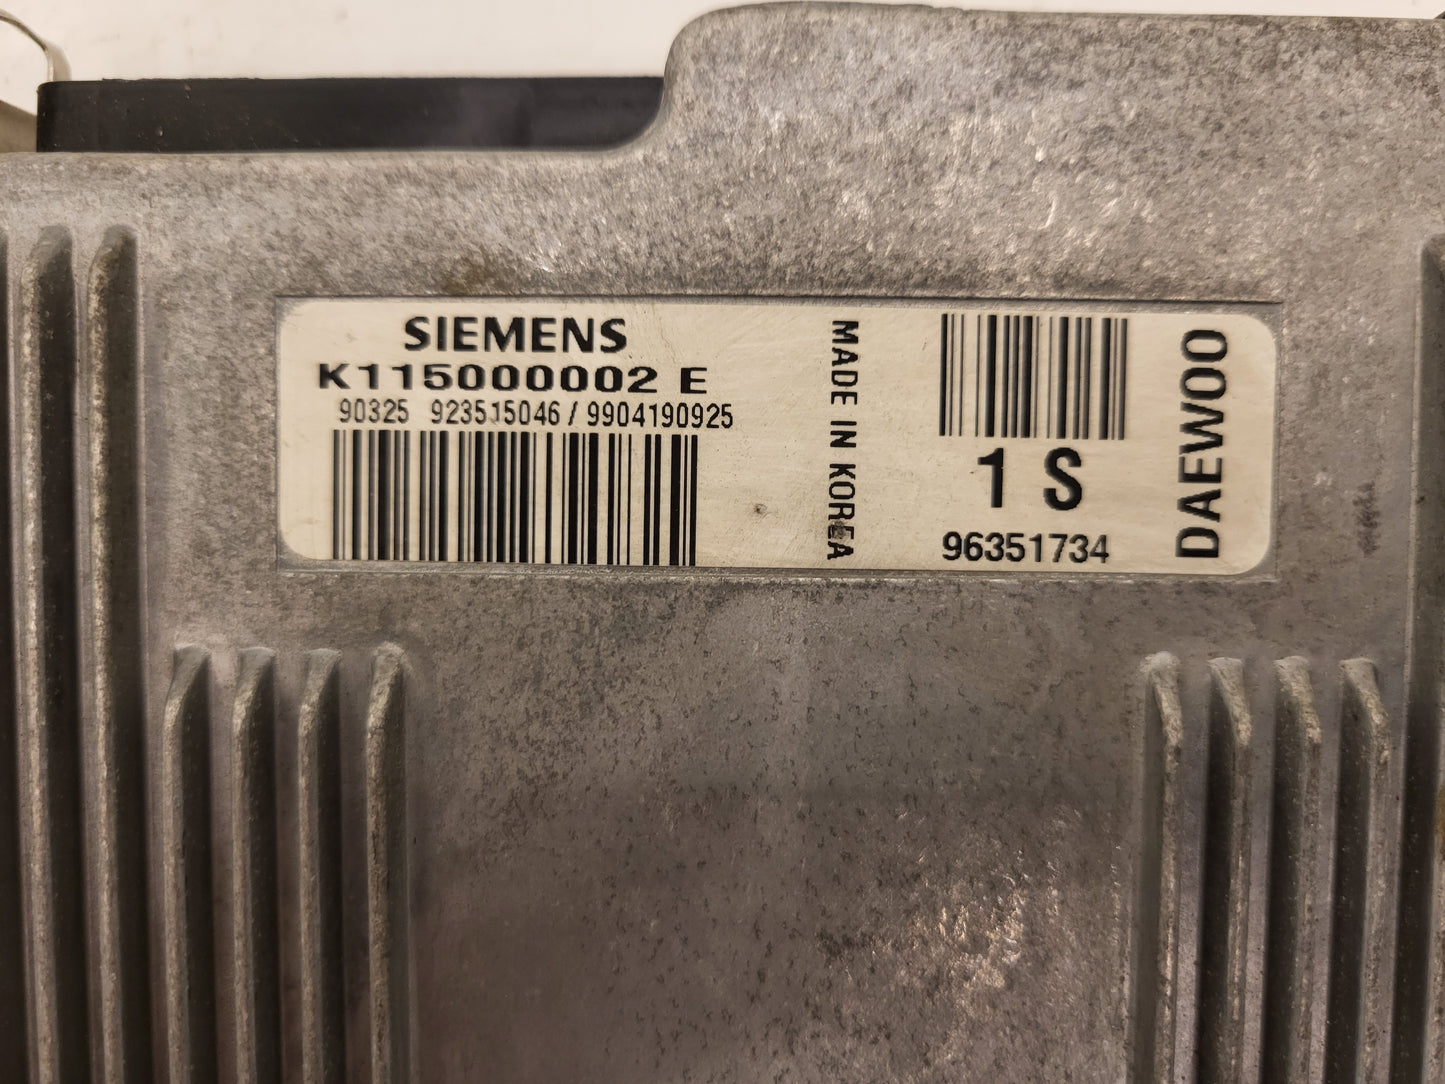 SIEMENS
K115000002 E
90325 923515046 / 9904190925
MADE IN KOREA
1 S
96351734
DAEWOO